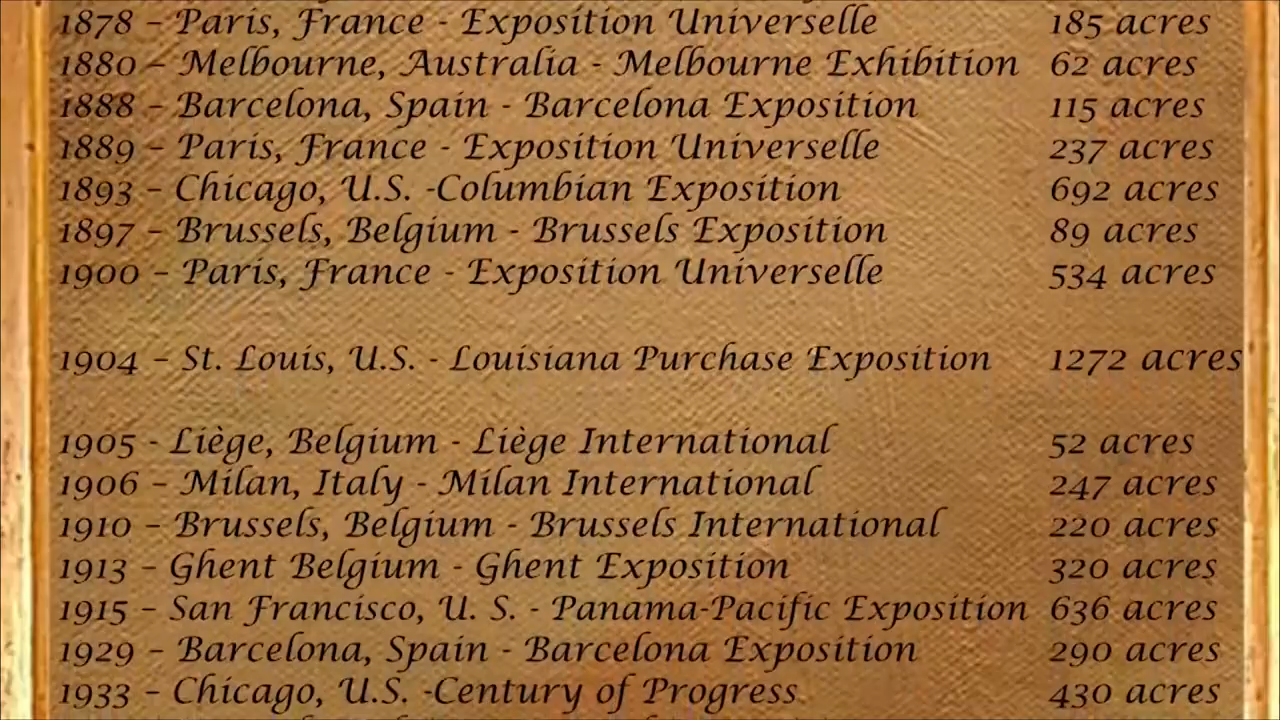 1878 – Paris, France - Exposition Universelle 185 acres
1880 – Melbourne, Australia - Melbourne Exhibition 62 acres
1888 – Barcelona, Spain - Barcelona Exposition 115 acres
1889 – Paris, France - Exposition Universelle 237 acres
1893 – Chicago, U.S. -Columbian Exposition 692 acres
1897 – Brussels, Belgium - Brussels Exposition 89 acres
1900 – Paris, France - Exposition Universelle 534 acres
1904 – St. Louis, U.S. - Louisiana Purchase Exposition 1272 acres
1905 - Liège, Belgium - Liège International 52 acres
1906 – Milan, Italy - Milan International 247 acres
1910 – Brussels, Belgium - Brussels International 220 acres
1913 – Ghent Belgium - Ghent Exposition 320 acres
1915 – San Francisco, U. S. - Panama-Pacific Exposition 636 acres
1929 – Barcelona, Spain - Barcelona Exposition 290 acres
1933 – Chicago, U.S. -Century of Progress 430 acres